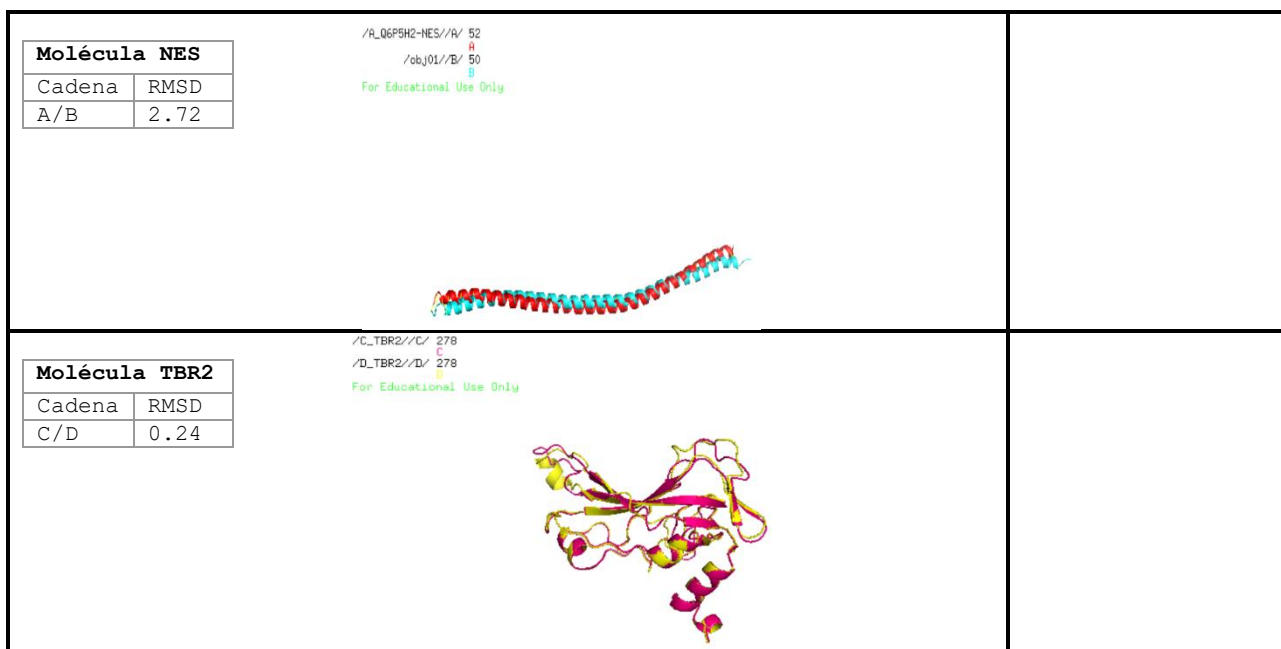 Molécula NES
Cadena RMSD
A/B 2.72
/A_Q6P5H2-NES//A/ 52
A
/obj01//B/ 50
B
For Educational Use Only
Molécula TBR2
Cadena RMSD
C/D 0.24
/C_TBR2//C/ 278
C
/D_TBR2//D/ 278
D
For Educational Use Only